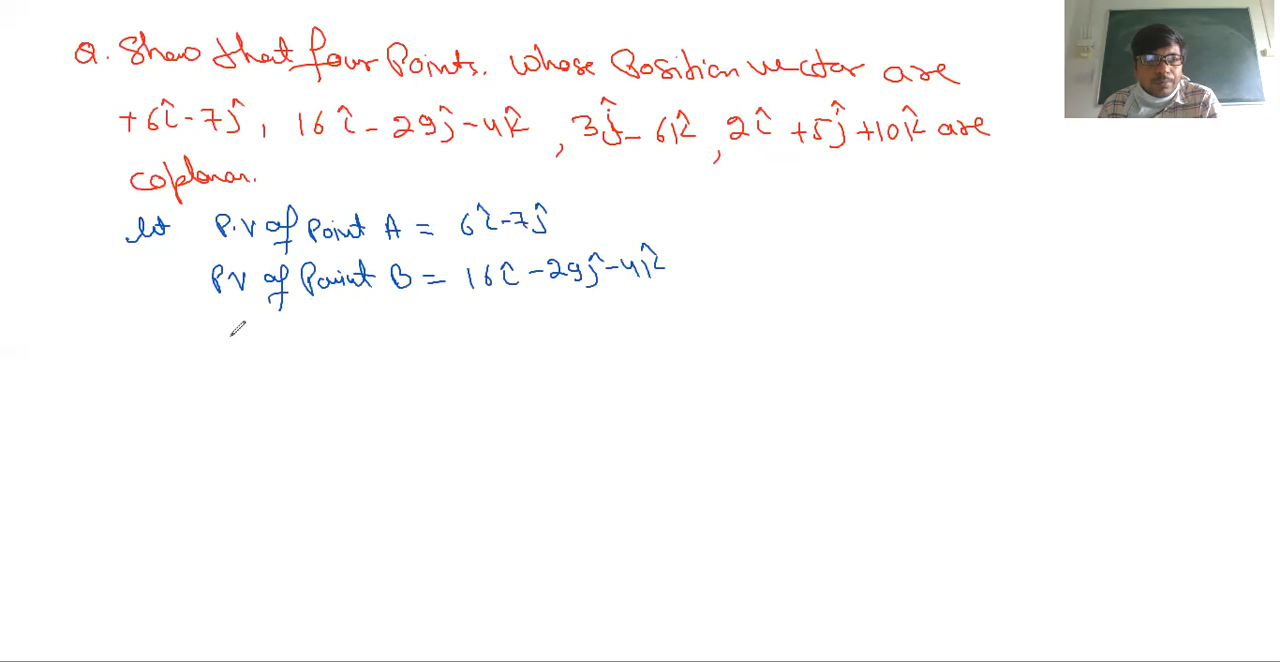 Q. Show that four Points. Whose Position vector are
+6î-7ĵ, 16î-29ĵ-4k̂, 3ĵ-6k̂, 2î+5ĵ+10k̂ are
coplanar.
let P.V of Point A = 6î-7ĵ
PV of Point B = 16î-29ĵ-4k̂